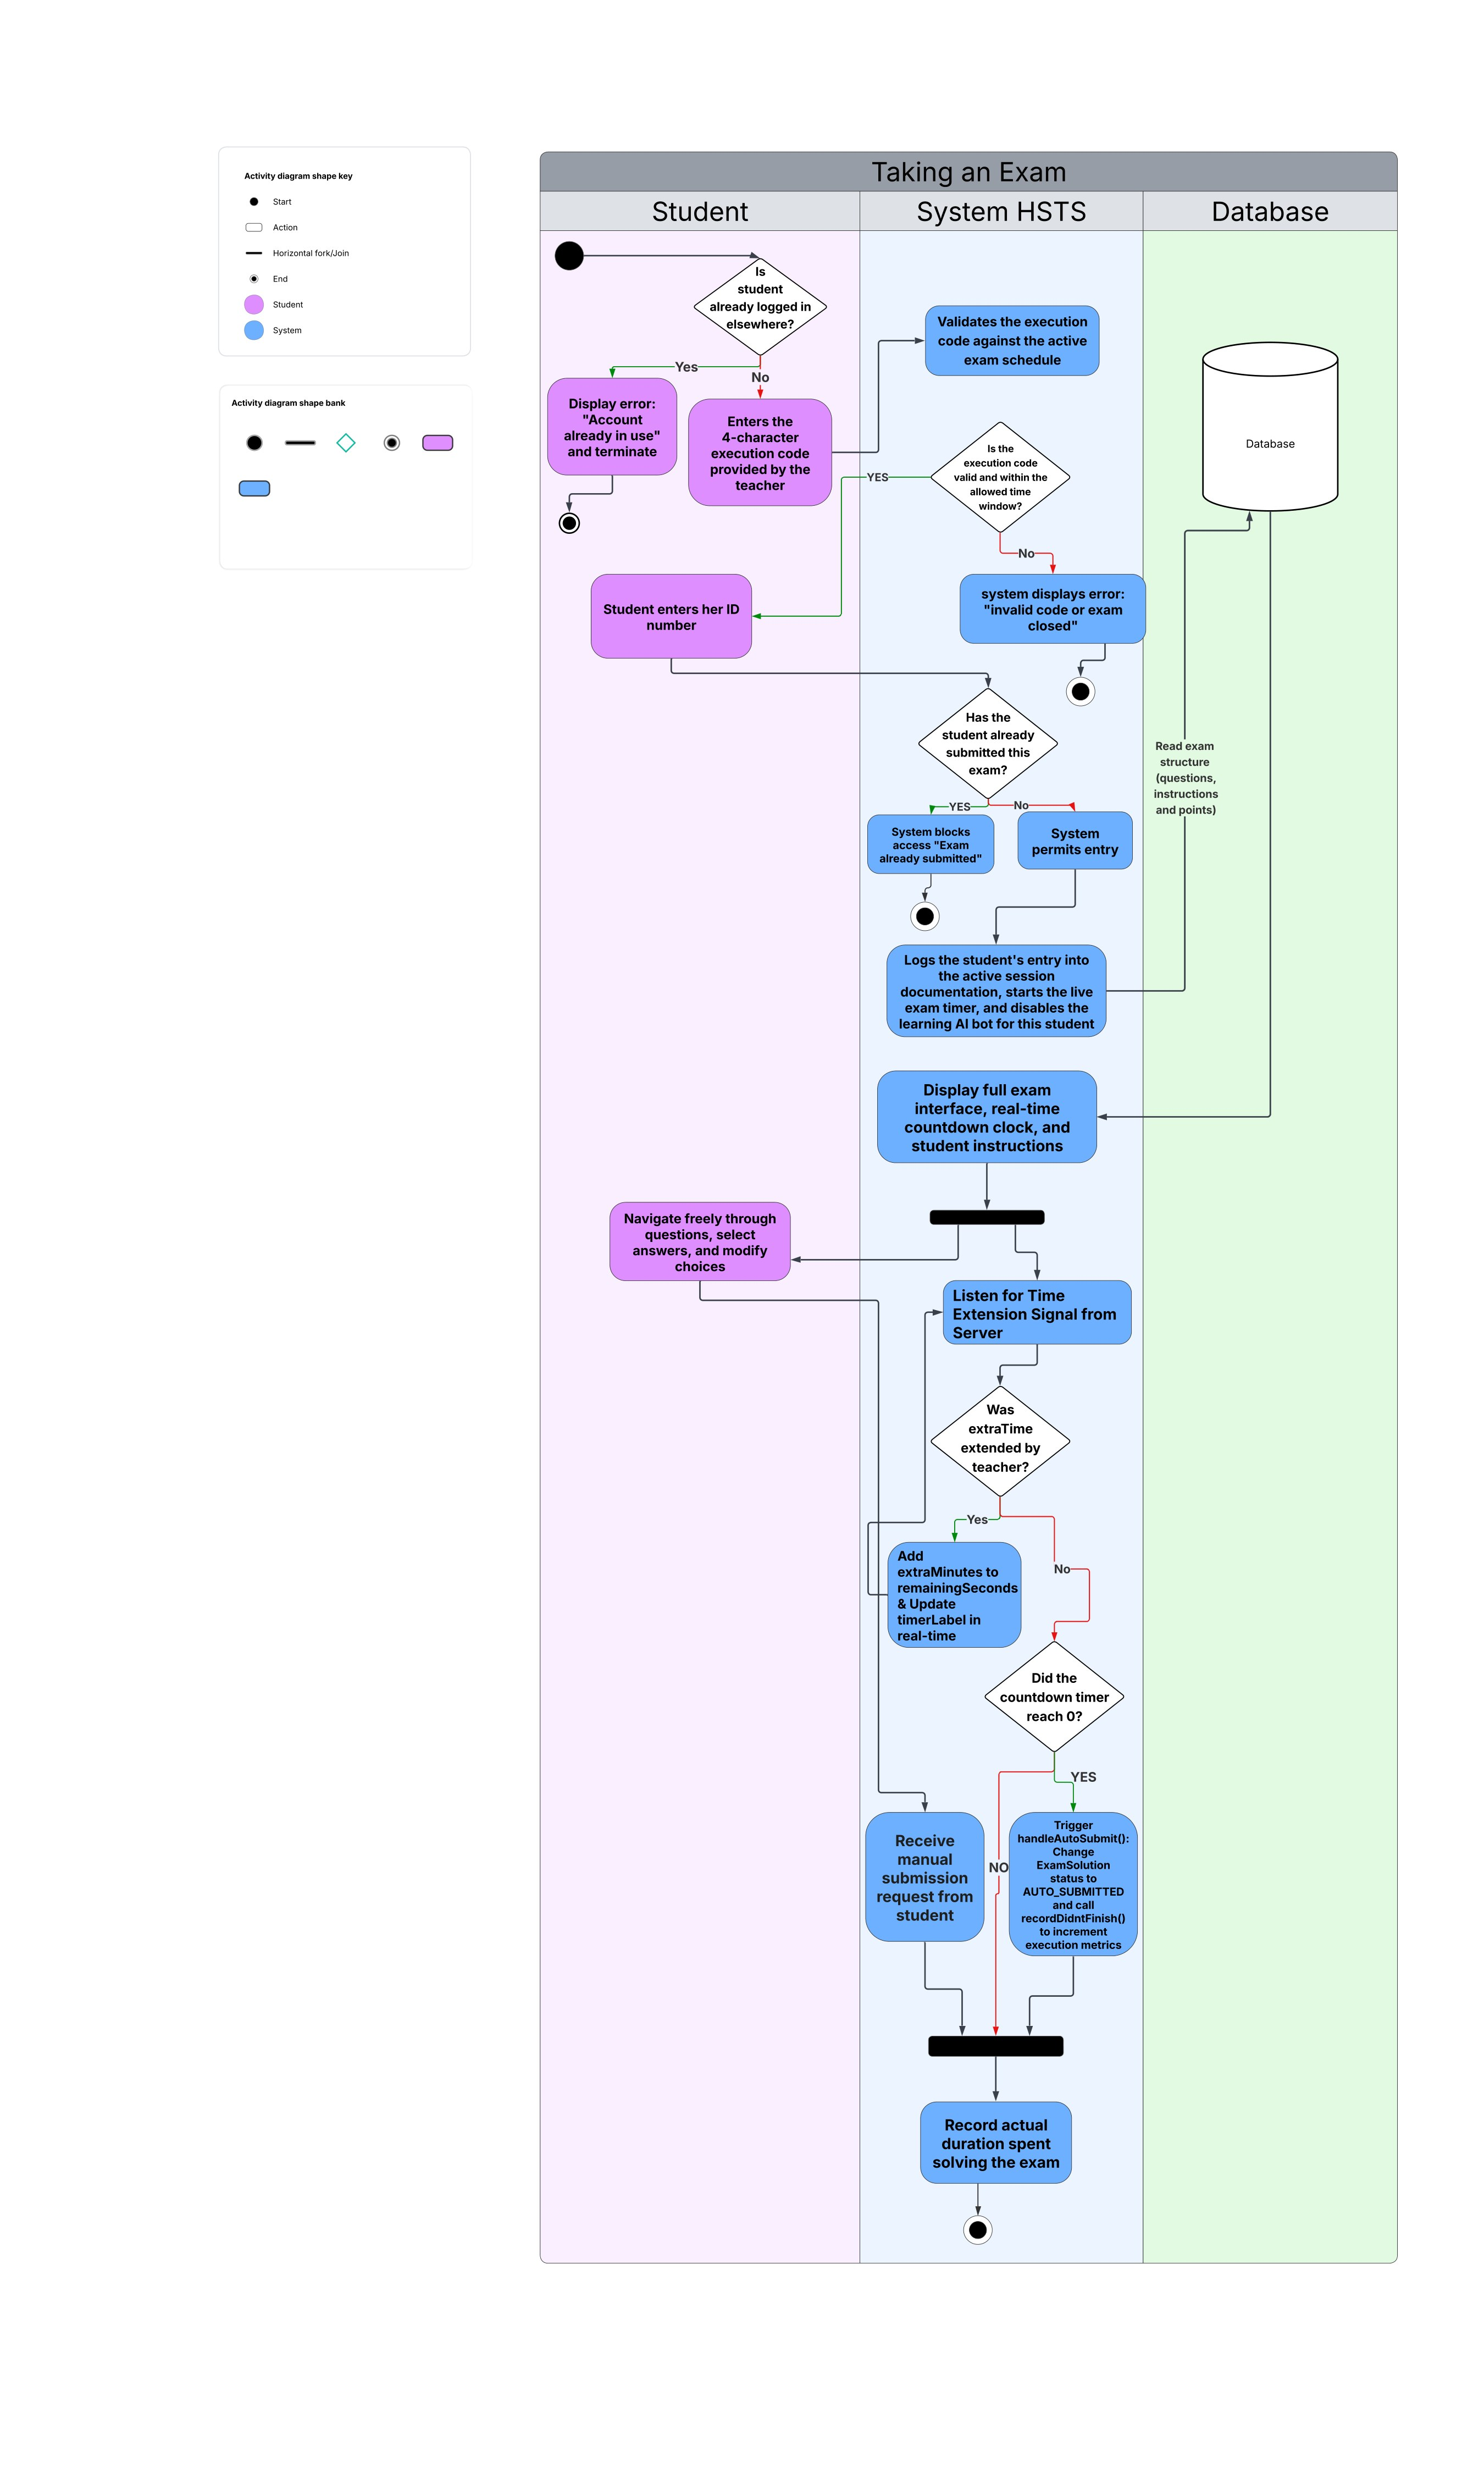 Activity diagram shape key
Start
Action
Horizontal fork/Join
End
Student
System
Activity diagram shape bank
Taking an Exam
Student
System HSTS
Database
Is
student
already logged in
elsewhere?
Yes
No
Display error:
"Account
already in use"
and terminate
Enters the
4-character
execution code
provided by the
teacher
Validates the execution
code against the active
exam schedule
Is the
execution code
valid and within the
allowed time
window?
YES
No
Database
Student enters her ID
number
system displays error:
"invalid code or exam
closed"
Has the
student already
submitted this
exam?
YES
No
System blocks
access "Exam
already submitted"
System
permits entry
Read exam
structure
(questions,
instructions
and points)
Logs the student's entry into
the active session
documentation, starts the live
exam timer, and disables the
learning AI bot for this student
Display full exam
interface, real-time
countdown clock, and
student instructions
Navigate freely through
questions, select
answers, and modify
choices
Listen for Time
Extension Signal from
Server
Was
extraTime
extended by
teacher?
Yes
No
Add
extraMinutes to
remainingSeconds
& Update
timerLabel in
real-time
Did the
countdown timer
reach 0?
YES
NO
Receive
manual
submission
request from
student
Trigger
handleAutoSubmit():
Change
ExamSolution
status to
AUTO_SUBMITTED
and call
recordDidntFinish()
to increment
execution metrics
Record actual
duration spent
solving the exam